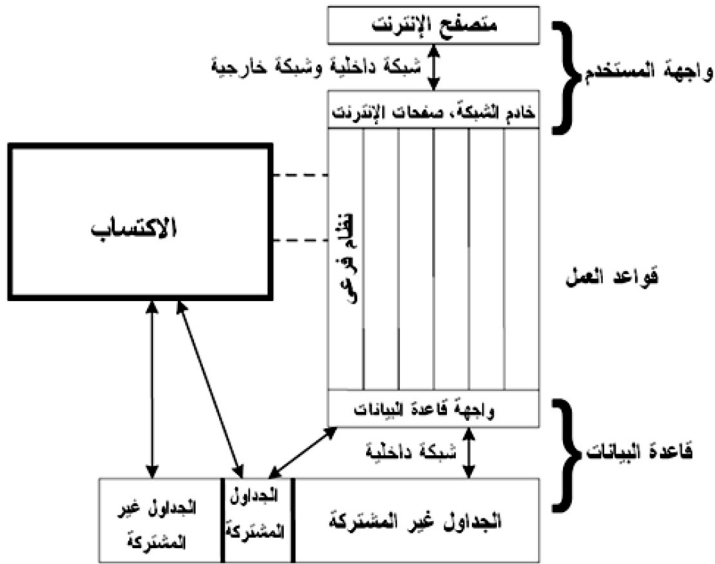 متصفح الإنترنت
شبكة داخلية وشبكة خارجية
واجهة المستخدم
خادم الشبكة، صفحات الإنترنت
الاكتساب
نظام فرعى
قواعد العمل
واجهة قاعدة البيانات
شبكة داخلية
قاعدة البيانات
الجداول غير
المشتركة
الجداول
المشتركة
الجداول غير المشتركة